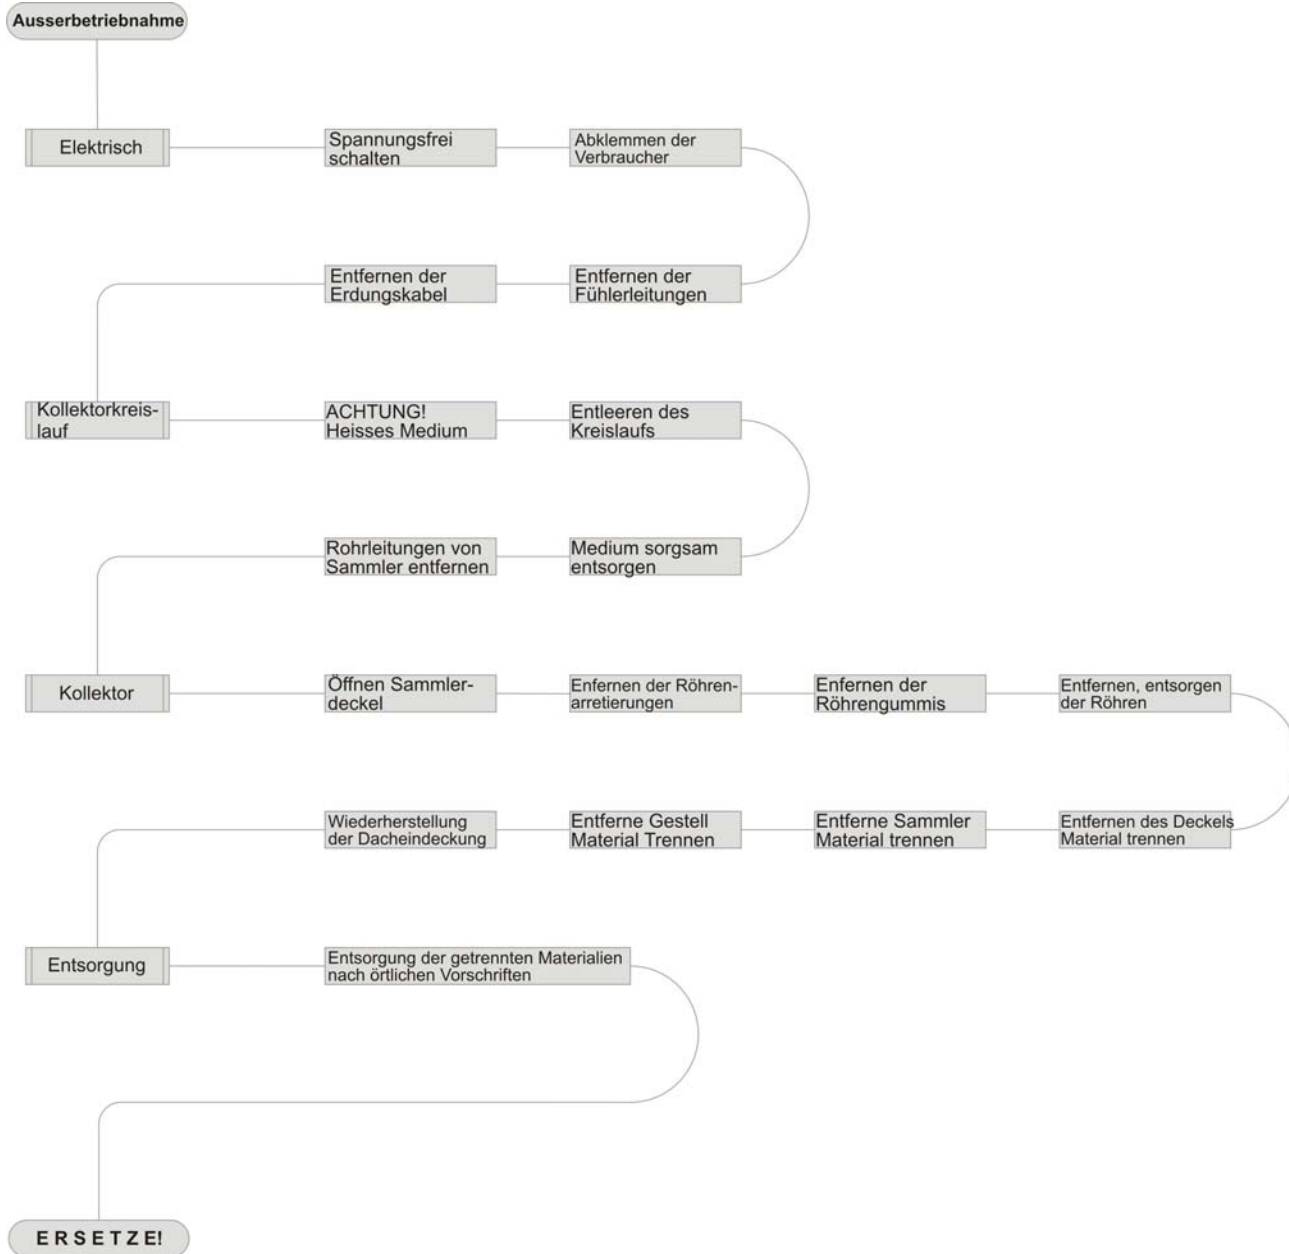 Ausserbetriebnahme
Elektrisch
Spannungsfrei
schalten
Abklemmen der
Verbraucher
Entfernen der
Fühlerleitungen
Entfernen der
Erdungskabel
Kollektorkreis-
lauf
ACHTUNG!
Heisses Medium
Entleeren des
Kreislaufs
Medium sorgsam
entsorgen
Rohrleitungen von
Sammler entfernen
Kollektor
Öffnen Sammler-
deckel
Enfernen der Röhren-
arretierungen
Enfernen der
Röhrengummis
Entfernen, entsorgen
der Röhren
Entfernen des Deckels
Material trennen
Entferne Sammler
Material trennen
Entferne Gestell
Material Trennen
Wiederherstellung
der Dacheindeckung
Entsorgung
Entsorgung der getrennten Materialien
nach örtlichen Vorschriften
E R S E T Z E!